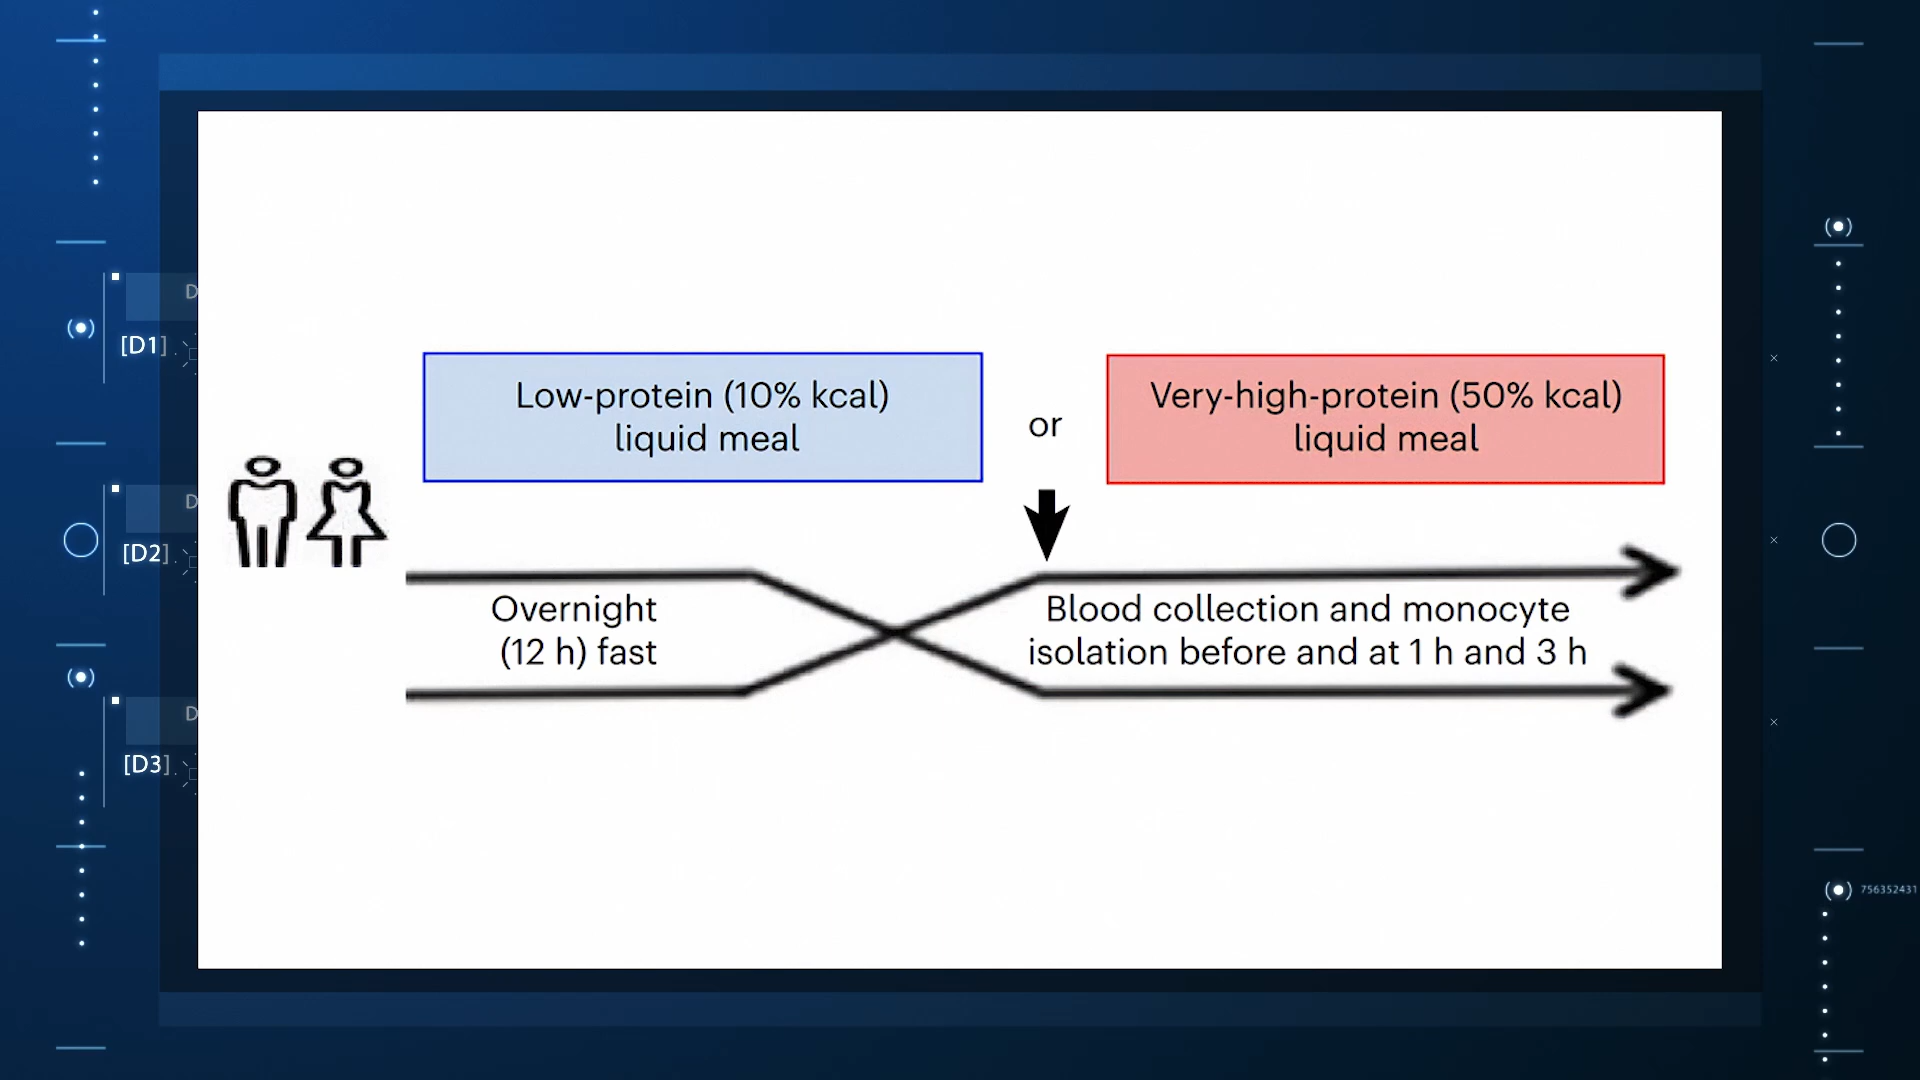 Low-protein (10% kcal)
liquid meal
or
Very-high-protein (50% kcal)
liquid meal
Overnight
(12 h) fast
Blood collection and monocyte
isolation before and at 1 h and 3 h
D
[D1]
D
[D2]
D
[D3]
756352431